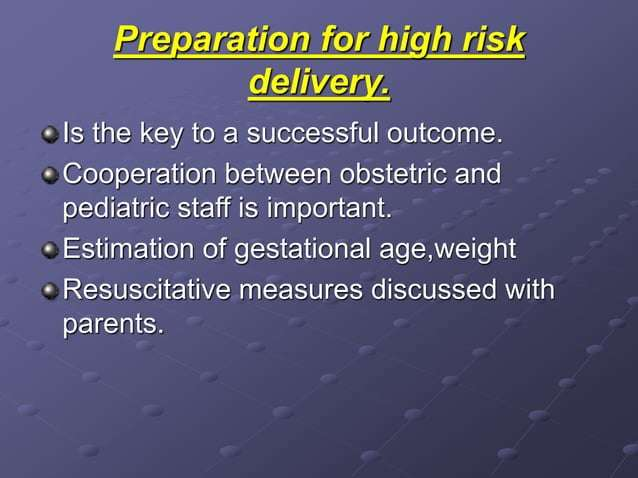 Preparation for high risk
delivery.
Is the key to a successful outcome.
Cooperation between obstetric and
pediatric staff is important.
Estimation of gestational age,weight
Resuscitative measures discussed with
parents.